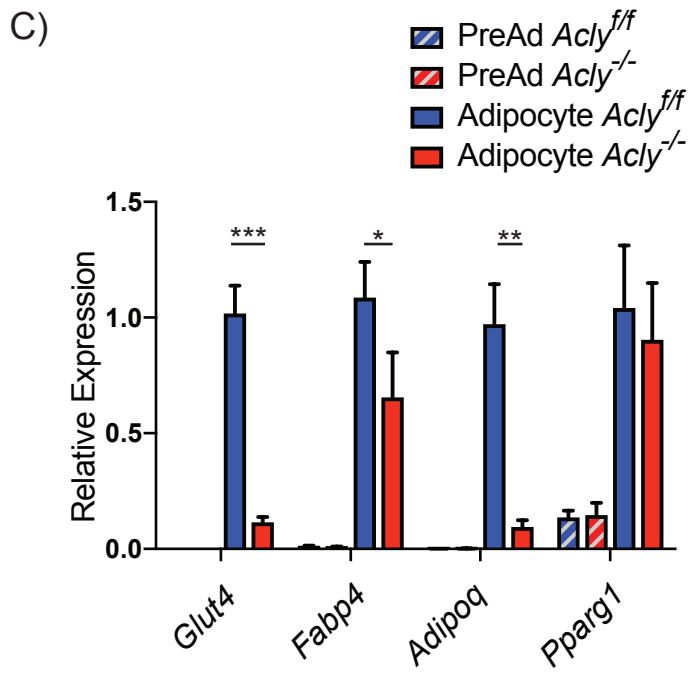 C)
PreAd Acly^f/f
PreAd Acly^-/-
Adipocyte Acly^f/f
Adipocyte Acly^-/-
Relative Expression
1.5
1.0
0.5
0.0
*** * **
Glut4 Fabp4 Adipoq Pparg1